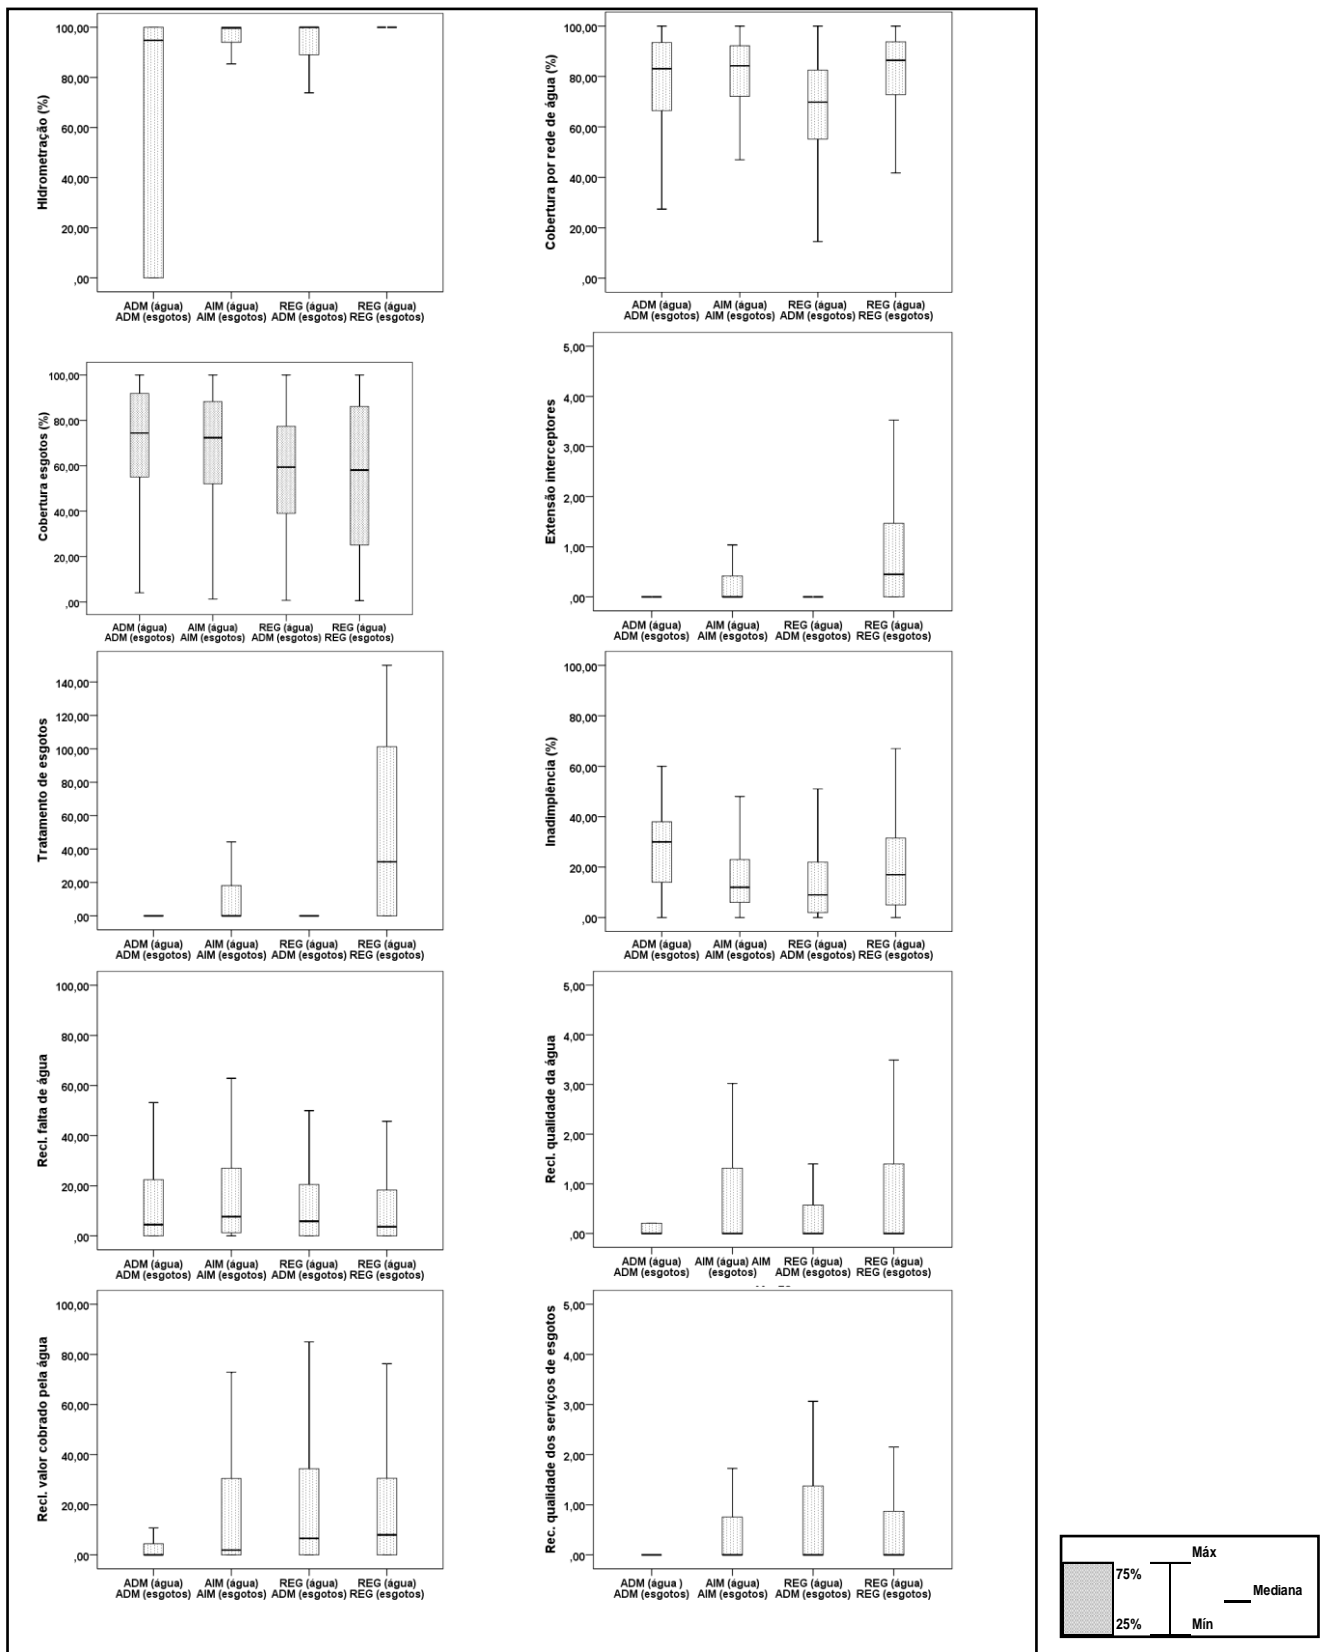 Hidrometração (%)
100,00
80,00
60,00
40,00
20,00
,00
ADM (água) AIM (água) REG (água) REG (água)
ADM (esgotos) AIM (esgotos) ADM (esgotos) REG (esgotos)
Cobertura por rede de água (%)
100,00
80,00
60,00
40,00
20,00
,00
ADM (água) AIM (água) REG (água) REG (água)
ADM (esgotos) AIM (esgotos) ADM (esgotos) REG (esgotos)
Cobertura esgotos (%)
100,00
80,00
60,00
40,00
20,00
,00
ADM (água) AIM (água) REG (água) REG (água)
ADM (esgotos) AIM (esgotos) ADM (esgotos) REG (esgotos)
Extensão interceptores
5,00
4,00
3,00
2,00
1,00
,00
ADM (água) AIM (água) REG (água) REG (água)
ADM (esgotos) AIM (esgotos) ADM (esgotos) REG (esgotos)
Tratamento de esgotos
140,00
120,00
100,00
80,00
60,00
40,00
20,00
,00
ADM (água) AIM (água) REG (água) REG (água)
ADM (esgotos) AIM (esgotos) ADM (esgotos) REG (esgotos)
Inadimplência (%)
100,00
80,00
60,00
40,00
20,00
,00
ADM (água) AIM (água) REG (água) REG (água)
ADM (esgotos) AIM (esgotos) ADM (esgotos) REG (esgotos)
Recl. falta de água
100,00
80,00
60,00
40,00
20,00
,00
ADM (água) AIM (água) REG (água) REG (água)
ADM (esgotos) AIM (esgotos) ADM (esgotos) REG (esgotos)
Recl. qualidade da água
5,00
4,00
3,00
2,00
1,00
,00
ADM (água) AIM (água) AIM REG (água) REG (água)
ADM (esgotos) (esgotos) ADM (esgotos) REG (esgotos)
Recl. valor cobrado pela água
100,00
80,00
60,00
40,00
20,00
,00
ADM (água) AIM (água) REG (água) REG (água)
ADM (esgotos) AIM (esgotos) ADM (esgotos) REG (esgotos)
Rec. qualidade dos serviços de esgotos
5,00
4,00
3,00
2,00
1,00
,00
ADM (água ) AIM (água) REG (água) REG (água)
ADM (esgotos) AIM (esgotos) ADM (esgotos) REG (esgotos)
Máx
75%
Mediana
25% Mín